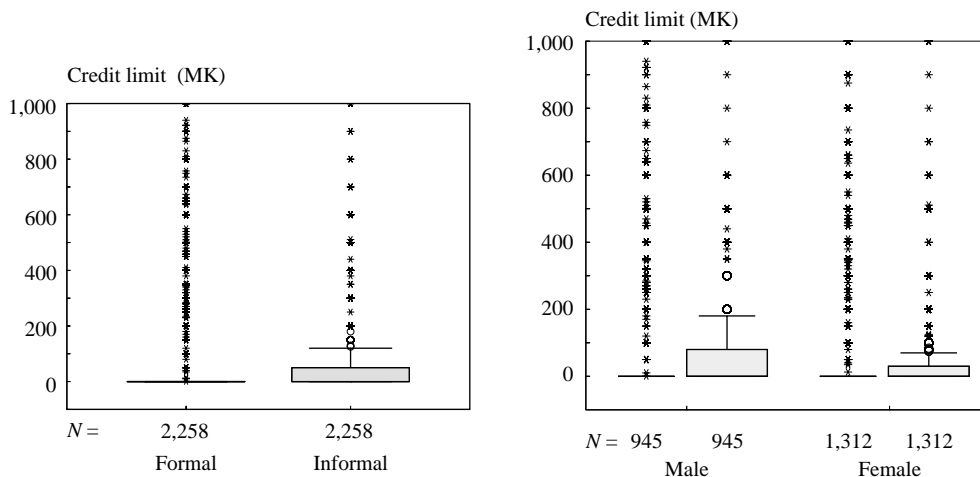 Credit limit (MK)
1,000
800
600
400
200
0
N = 2,258 2,258
Formal Informal
Credit limit (MK)
1,000
800
600
400
200
0
N = 945 945 1,312 1,312
Male Female